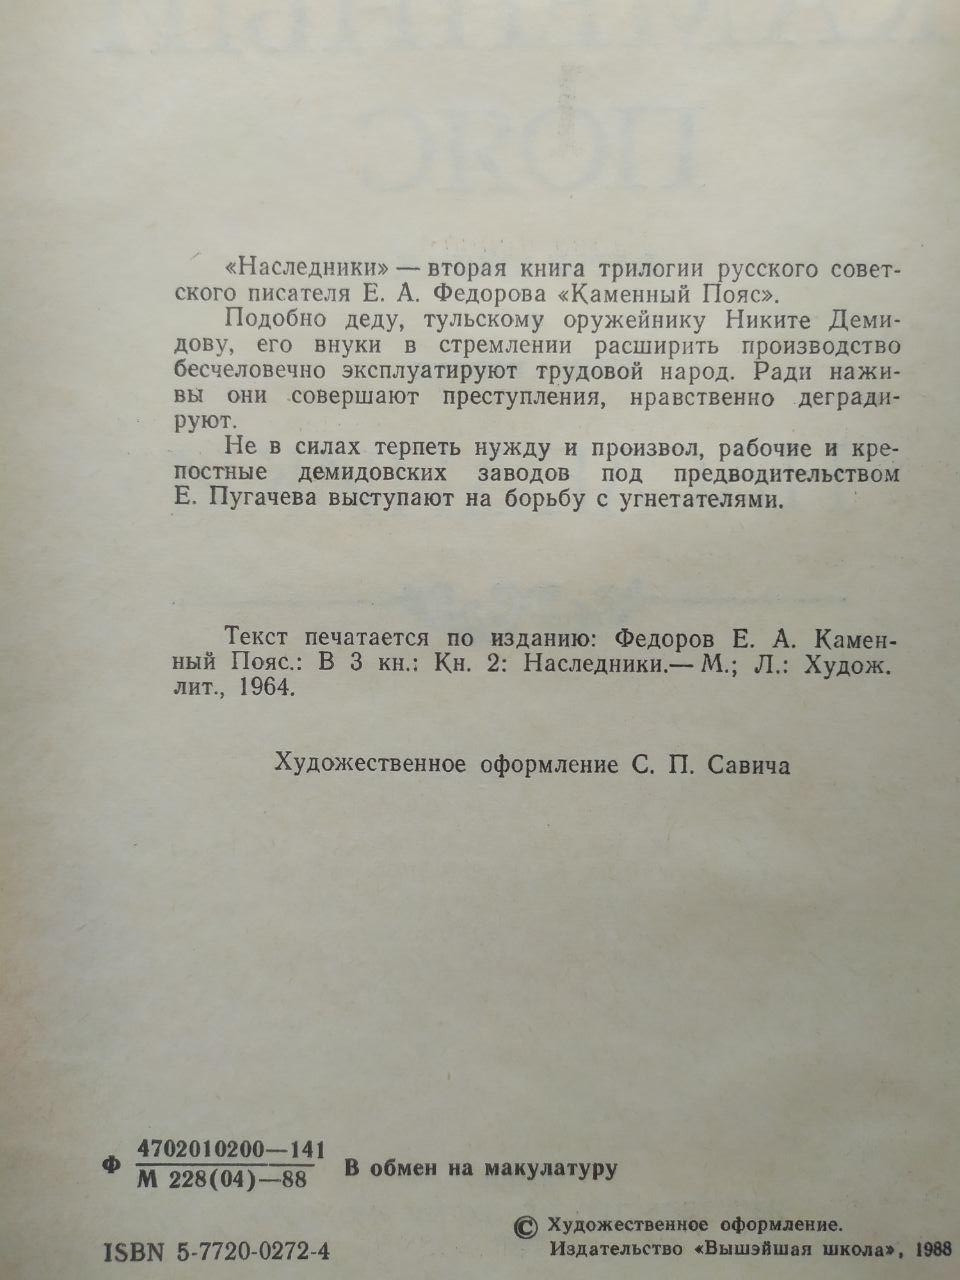 «Наследники» — вторая книга трилогии русского совет-
ского писателя Е. А. Федорова «Каменный Пояс».
Подобно деду, тульскому оружейнику Никите Деми-
дову, его внуки в стремлении расширить производство
бесчеловечно эксплуатируют трудовой народ. Ради нажи-
вы они совершают преступления, нравственно дегради-
руют.
Не в силах терпеть нужду и произвол, рабочие и кре-
постные демидовских заводов под предводительством
Е. Пугачева выступают на борьбу с угнетателями.
Текст печатается по изданию: Федоров Е. А. Камен-
ный Пояс.: В 3 кн.: Кн. 2: Наследники.— М.; Л.: Худож.
лит., 1964.
Художественное оформление С. П. Савича
Ф 4702010200—141
М 228(04)—88
В обмен на макулатуру
ISBN 5-7720-0272-4
© Художественное оформление.
Издательство «Вышэйшая школа», 1988